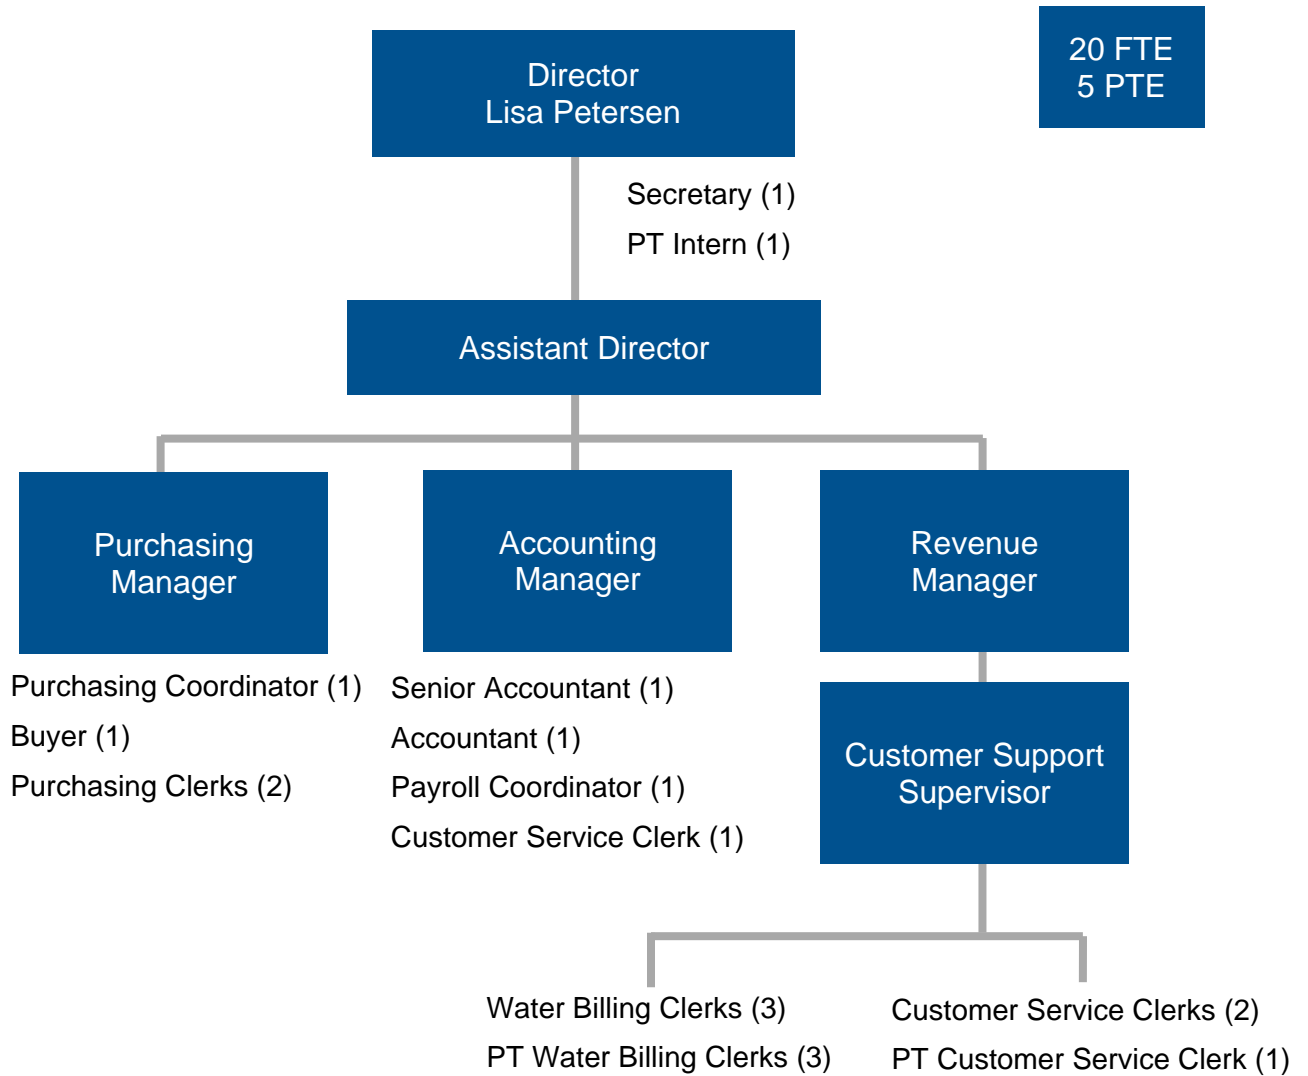 20 FTE
5 PTE
Director
Lisa Petersen
Secretary (1)
PT Intern (1)
Assistant Director
Purchasing
Manager
Accounting
Manager
Revenue
Manager
Purchasing Coordinator (1)
Buyer (1)
Purchasing Clerks (2)
Senior Accountant (1)
Accountant (1)
Payroll Coordinator (1)
Customer Service Clerk (1)
Customer Support
Supervisor
Water Billing Clerks (3)
PT Water Billing Clerks (3)
Customer Service Clerks (2)
PT Customer Service Clerk (1)